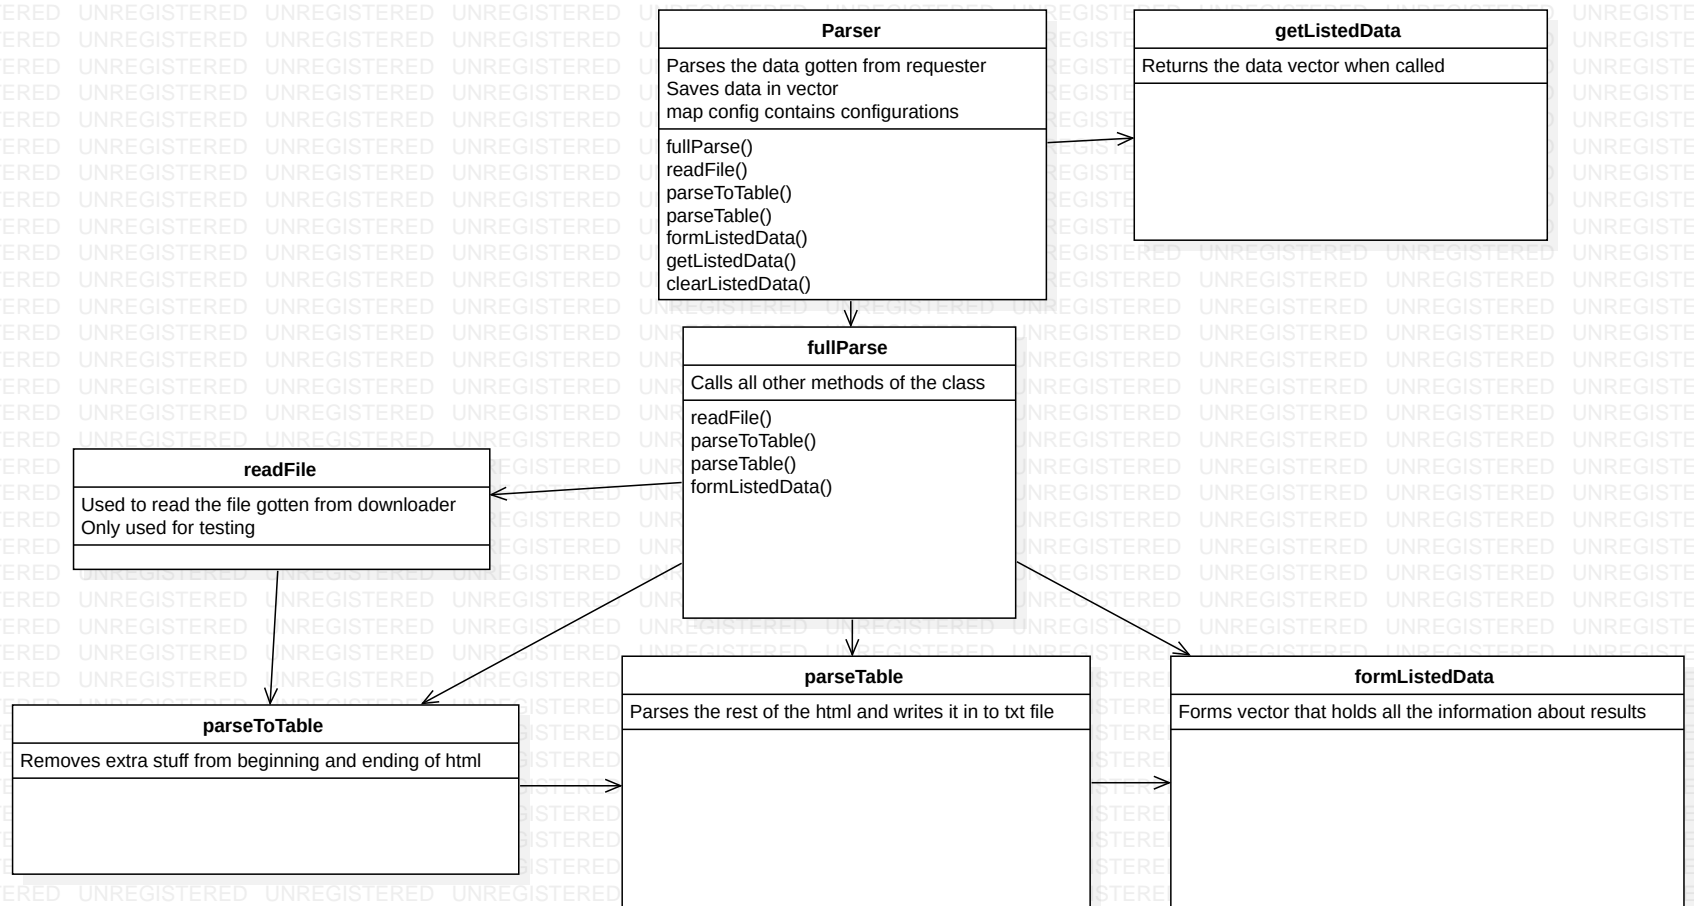 Parser
Parses the data gotten from requester
Saves data in vector
map config contains configurations
fullParse()
readFile()
parseToTable()
parseTable()
formListedData()
getListedData()
clearListedData()
getListedData
Returns the data vector when called
fullParse
Calls all other methods of the class
readFile()
parseToTable()
parseTable()
formListedData()
readFile
Used to read the file gotten from downloader
Only used for testing
parseToTable
Removes extra stuff from beginning and ending of html
parseTable
Parses the rest of the html and writes it in to txt file
formListedData
Forms vector that holds all the information about results
UNREGISTERED